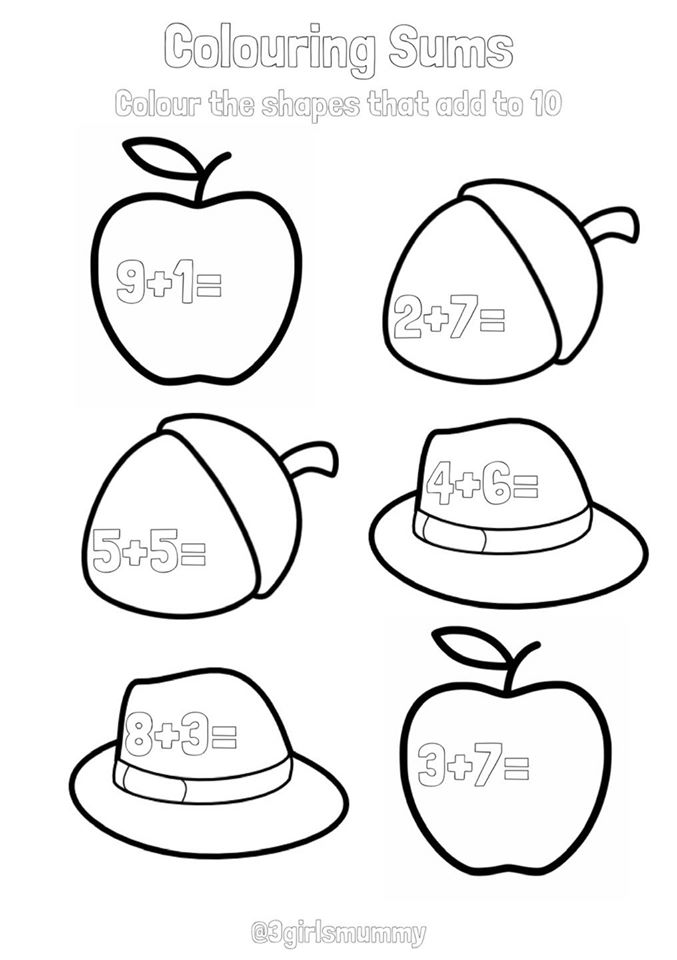 Colouring Sums
Colour the shapes that add to 10
9+1=
2+7=
5+5=
4+6=
8+3=
3+7=
@3girlsmummy